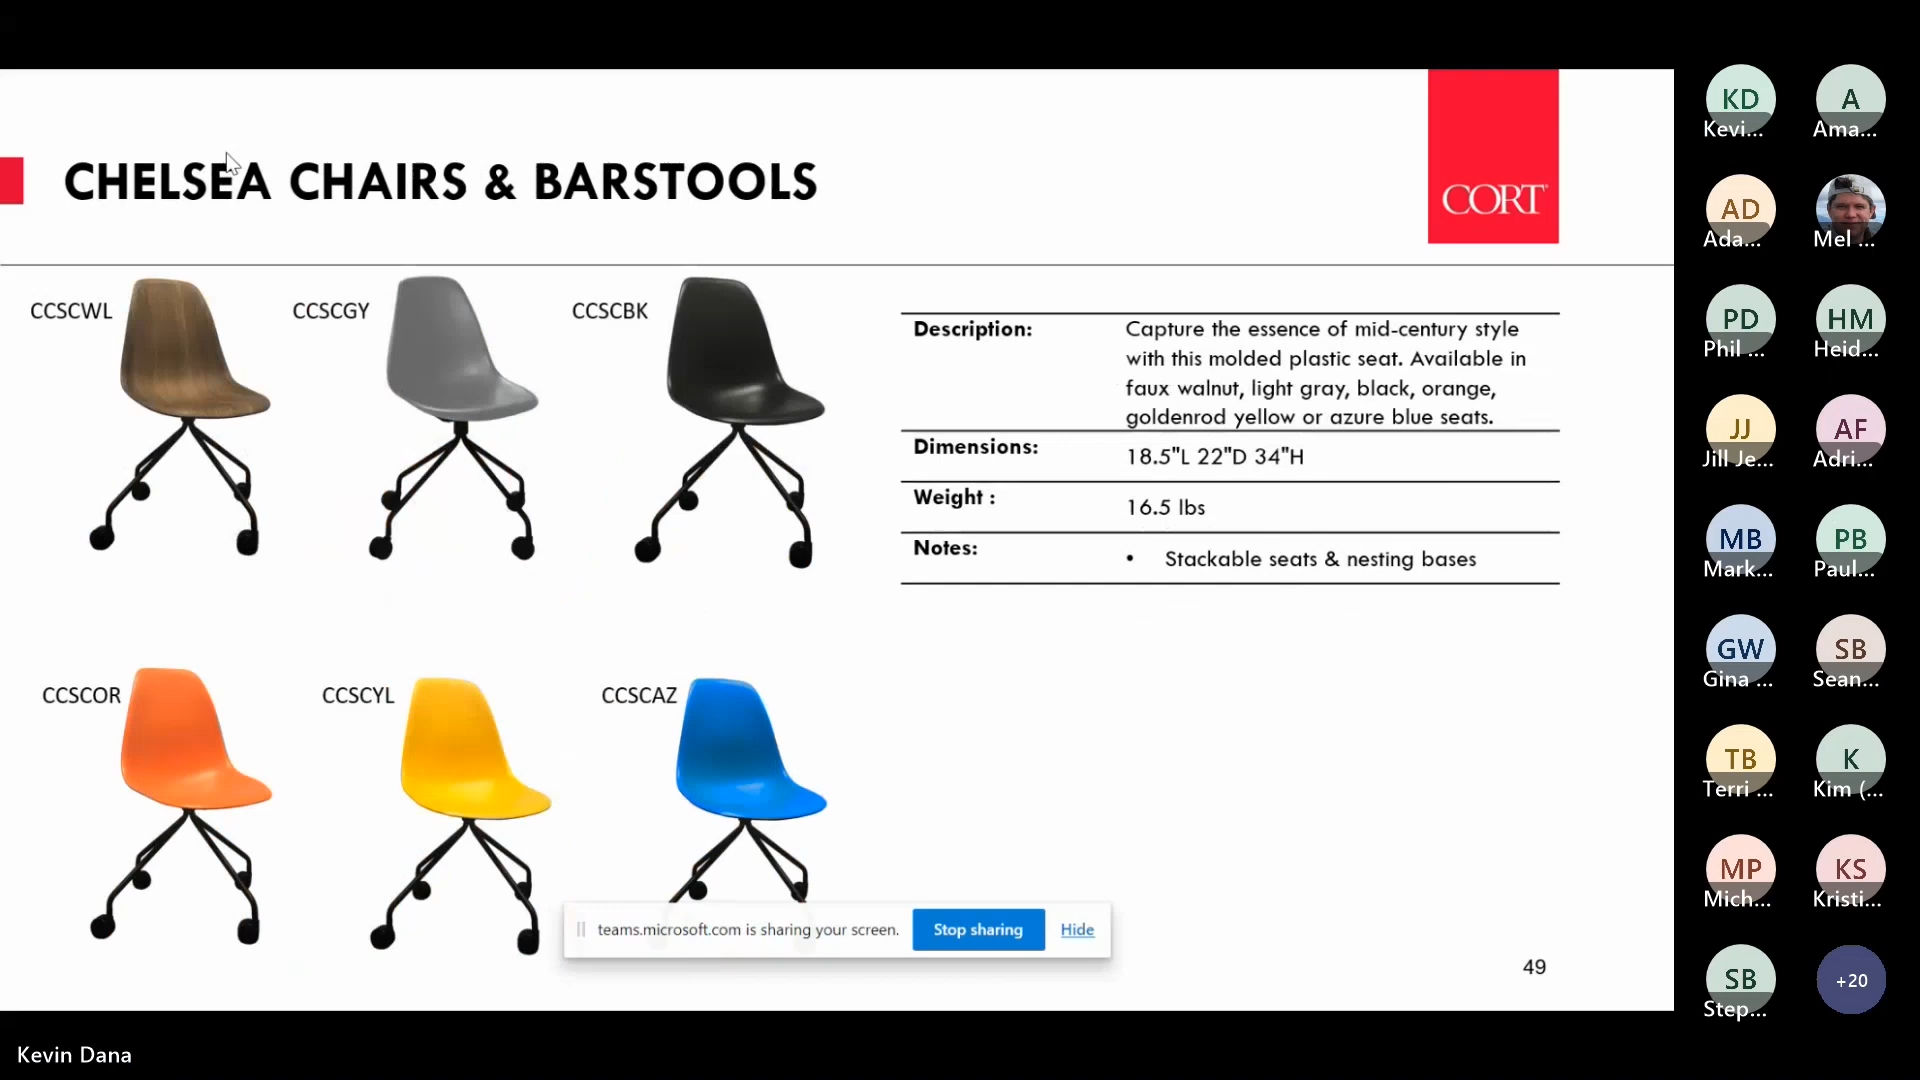 CHELSEA CHAIRS & BARSTOOLS
CORT
CCSCWL
CCSCGY
CCSCBK
Description:
Capture the essence of mid-century style
with this molded plastic seat. Available in
faux walnut, light gray, black, orange,
goldenrod yellow or azure blue seats.
Dimensions:
18.5"L 22"D 34"H
Weight :
16.5 lbs
Notes:
• Stackable seats & nesting bases
CCSCOR
CCSCYL
CCSCAZ
teams.microsoft.com is sharing your screen.
Stop sharing
Hide
49
Kevin Dana
KD
Kevi...
A
Ama...
AD
Ada...
Mel ...
PD
Phil ...
HM
Heid...
JJ
Jill Je...
AF
Adri...
MB
Mark...
PB
Paul...
GW
Gina ...
SB
Sean...
TB
Terri ...
K
Kim (...
MP
Mich...
KS
Kristi...
SB
Step...
+20